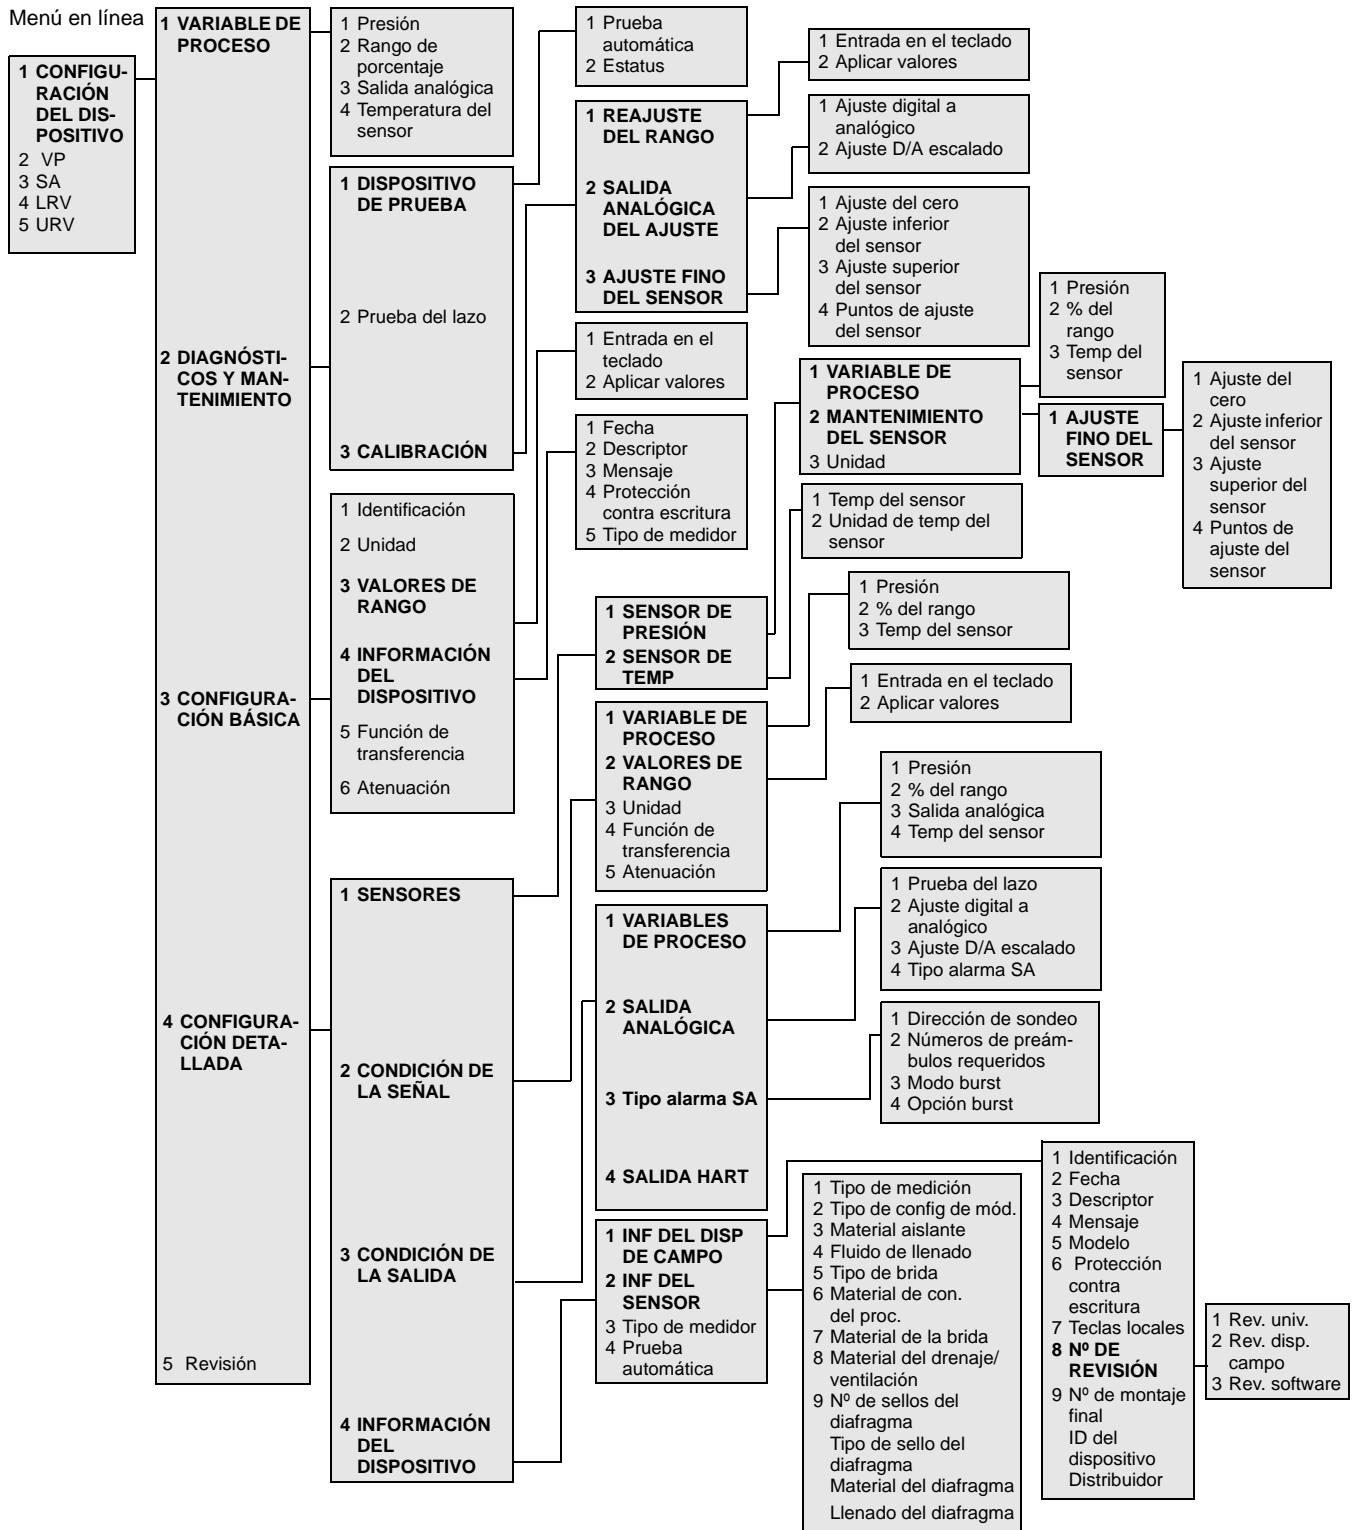 Menú en línea
1 CONFIGU-
RACIÓN
DEL DIS-
POSITIVO
2 VP
3 SA
4 LRV
5 URV
1 VARIABLE DE
PROCESO
2 DIAGNÓSTI-
COS Y MAN-
TENIMIENTO
3 CONFIGURA-
CIÓN BÁSICA
4 CONFIGURA-
CIÓN DETA-
LLADA
5 Revisión
1 Presión
2 Rango de
porcentaje
3 Salida analógica
4 Temperatura del
sensor
1 DISPOSITIVO
DE PRUEBA
2 Prueba del lazo
3 CALIBRACIÓN
1 Identificación
2 Unidad
3 VALORES DE
RANGO
4 INFORMACIÓN
DEL
DISPOSITIVO
5 Función de
transferencia
6 Atenuación
1 SENSORES
2 CONDICIÓN DE
LA SEÑAL
3 CONDICIÓN DE
LA SALIDA
4 INFORMACIÓN
DEL
DISPOSITIVO
1 Prueba
automática
2 Estatus
1 REAJUSTE
DEL RANGO
2 SALIDA
ANALÓGICA
DEL AJUSTE
3 AJUSTE FINO
DEL SENSOR
1 Entrada en el
teclado
2 Aplicar valores
1 Fecha
2 Descriptor
3 Mensaje
4 Protección
contra escritura
5 Tipo de medidor
1 SENSOR DE
PRESIÓN
2 SENSOR DE
TEMP
1 VARIABLE DE
PROCESO
2 VALORES DE
RANGO
3 Unidad
4 Función de
transferencia
5 Atenuación
1 VARIABLES
DE PROCESO
2 SALIDA
ANALÓGICA
3 Tipo alarma SA
4 SALIDA HART
1 INF DEL DISP
DE CAMPO
2 INF DEL
SENSOR
3 Tipo de medidor
4 Prueba
automática
1 Entrada en el teclado
2 Aplicar valores
1 Ajuste digital a
analógico
2 Ajuste D/A escalado
1 Ajuste del cero
2 Ajuste inferior
del sensor
3 Ajuste superior
del sensor
4 Puntos de ajuste
del sensor
1 VARIABLE DE
PROCESO
2 MANTENIMIENTO
DEL SENSOR
3 Unidad
1 Temp del sensor
2 Unidad de temp del
sensor
1 Presión
2 % del rango
3 Temp del sensor
1 Entrada en el teclado
2 Aplicar valores
1 Presión
2 % del rango
3 Salida analógica
4 Temp del sensor
1 Prueba del lazo
2 Ajuste digital a
analógico
3 Ajuste D/A escalado
4 Tipo alarma SA
1 Dirección de sondeo
2 Números de preám-
bulos requeridos
3 Modo burst
4 Opción burst
1 Tipo de medición
2 Tipo de config de mód.
3 Material aislante
4 Fluido de llenado
5 Tipo de brida
6 Material de con.
del proc.
7 Material de la brida
8 Material del drenaje/
ventilación
9 Nº de sellos del
diafragma
Tipo de sello del
diafragma
Material del diafragma
Llenado del diafragma
1 Presión
2 % del
rango
3 Temp del
sensor
1 AJUSTE
FINO DEL
SENSOR
1 Ajuste del
cero
2 Ajuste inferior
del sensor
3 Ajuste
superior del
sensor
4 Puntos de
ajuste del
sensor
1 Identificación
2 Fecha
3 Descriptor
4 Mensaje
5 Modelo
6 Protección
contra
escritura
7 Teclas locales
8 Nº DE
REVISIÓN
9 Nº de montaje
final
ID del
dispositivo
Distribuidor
1 Rev. univ.
2 Rev. disp.
campo
3 Rev. software